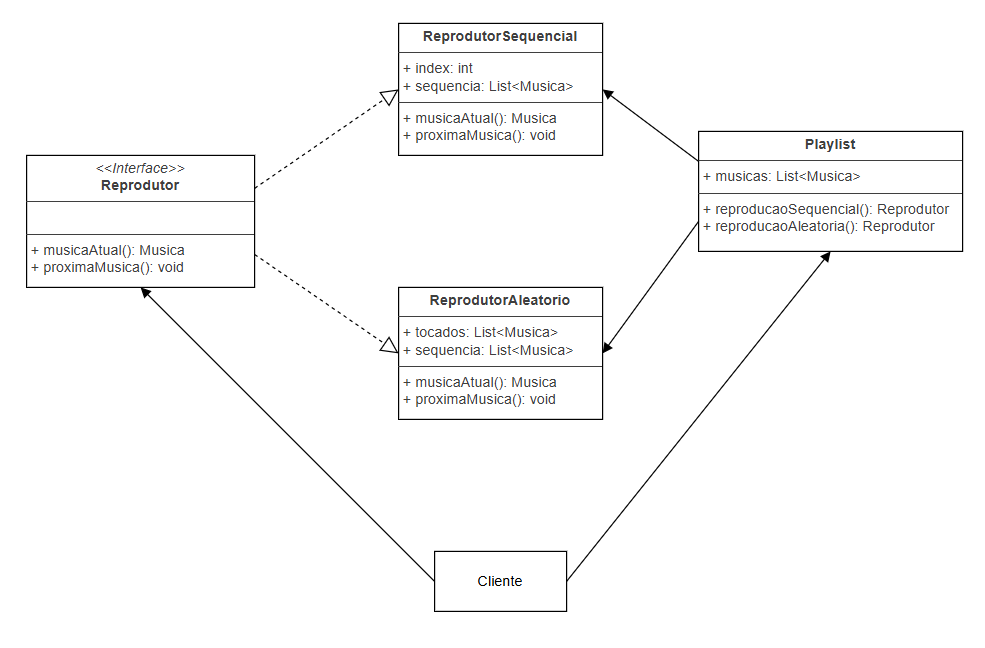 ReprodutorSequencial
+ index: int
+ sequencia: List<Musica>
+ musicaAtual(): Musica
+ proximaMusica(): void
<<Interface>>
Reprodutor
+ musicaAtual(): Musica
+ proximaMusica(): void
Playlist
+ musicas: List<Musica>
+ reproducaoSequencial(): Reprodutor
+ reproducaoAleatoria(): Reprodutor
ReprodutorAleatorio
+ tocados: List<Musica>
+ sequencia: List<Musica>
+ musicaAtual(): Musica
+ proximaMusica(): void
Cliente